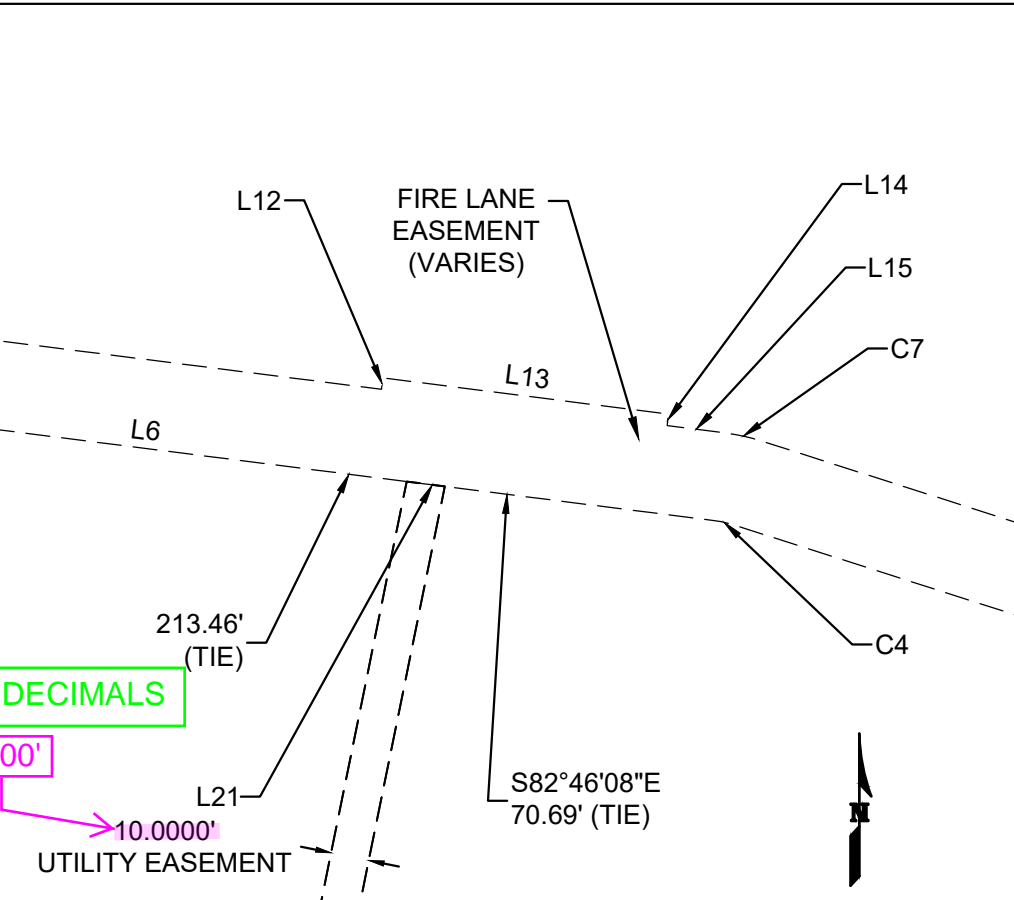 L12
FIRE LANE
EASEMENT
(VARIES)
L14
L15
C7
L13
L6
213.46'
(TIE)
DECIMALS
00'
C4
L21
10.0000'
UTILITY EASEMENT
S82°46'08"E
70.69' (TIE)
N